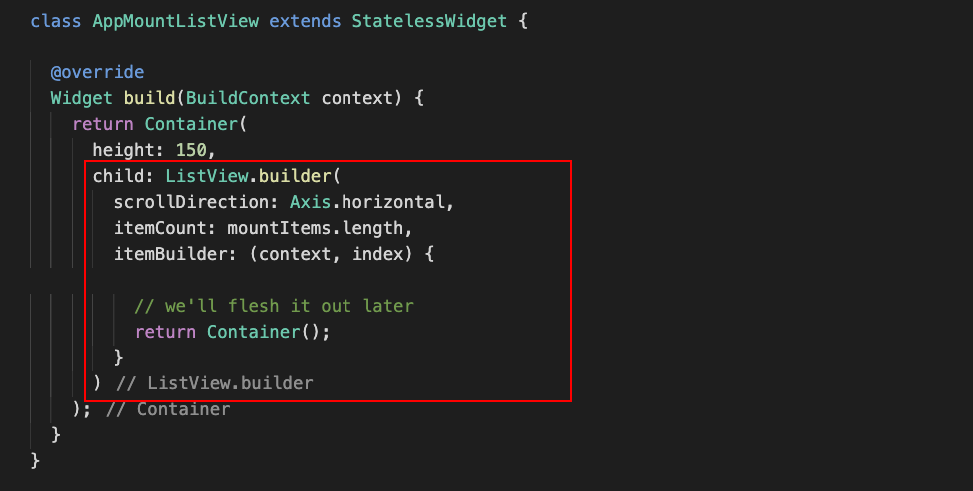 class AppMountListView extends StatelessWidget {
@override
Widget build(BuildContext context) {
return Container(
height: 150,
child: ListView.builder(
scrollDirection: Axis.horizontal,
itemCount: mountItems.length,
itemBuilder: (context, index) {
// we'll flesh it out later
return Container();
}
) // ListView.builder
); // Container
}
}